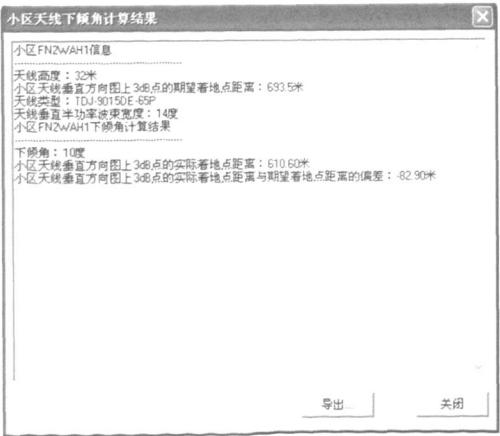 小区天线下倾角计算结果
小区FN2WAH1信息
天线高度：32米
小区天线垂直方向图上3dB点的期望着地点距离：693.5米
天线类型：TDJ-9015DE-65P
天线垂直半功率波束宽度：14度
小区FN2WAH1下倾角计算结果
下倾角：10度
小区天线垂直方向图上3dB点的实际着地点距离：610.60米
小区天线垂直方向图上3dB点的实际着地点距离与期望着地点距离的偏差：-82.90米
导出...
关闭